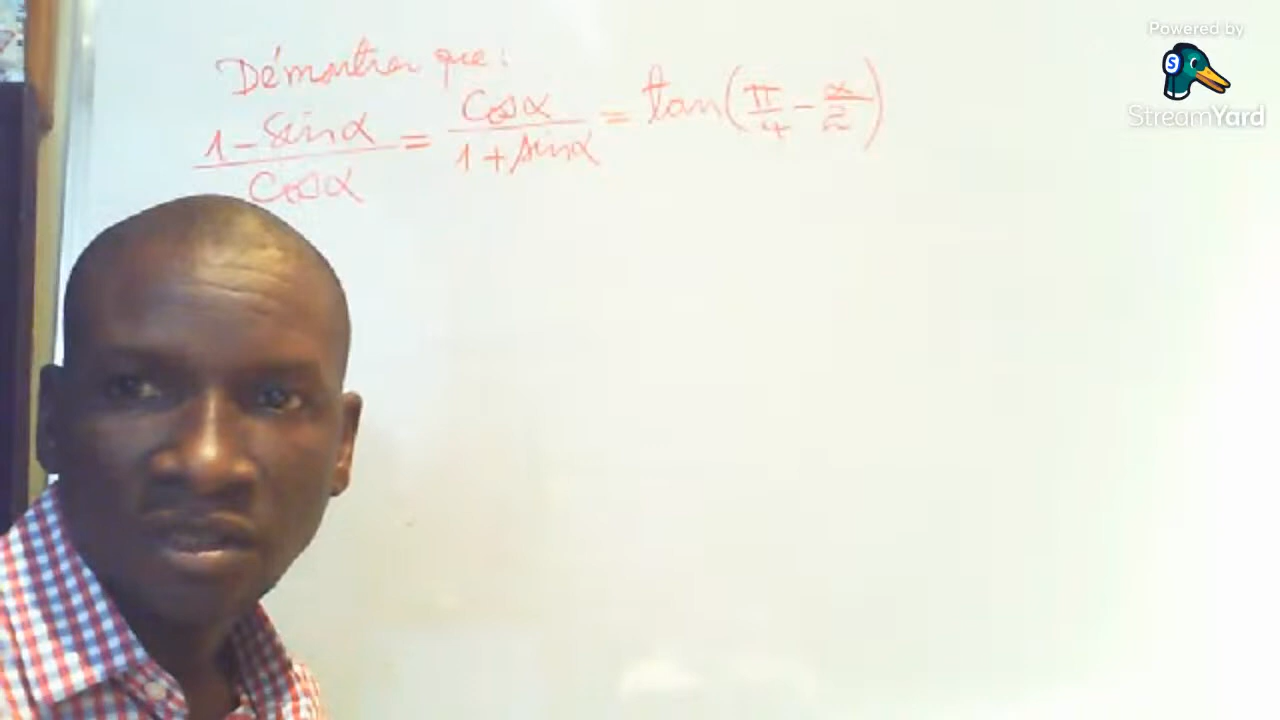 Démontrer que :
1 - sinα / cosα = cosα / 1 + sinα = tan(π/4 - α/2)
Powered by
StreamYard